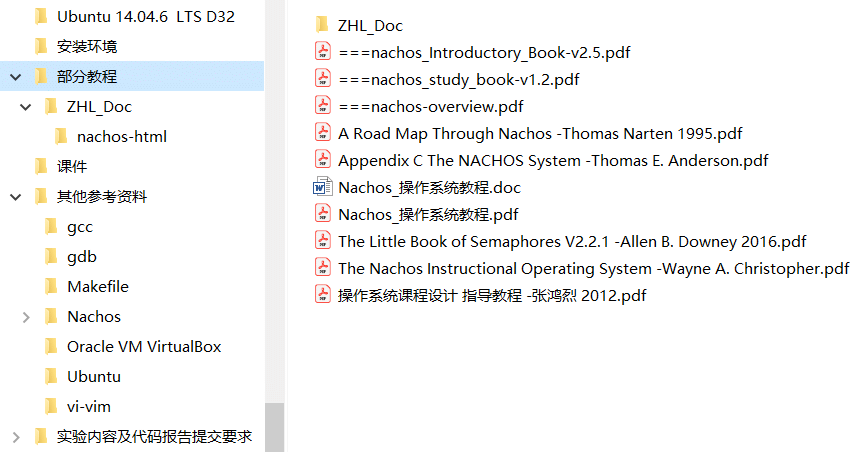 Ubuntu 14.04.6 LTS D32
安装环境
部分教程
ZHL_Doc
nachos-html
课件
其他参考资料
gcc
gdb
Makefile
Nachos
Oracle VM VirtualBox
Ubuntu
vi-vim
实验内容及代码报告提交要求
ZHL_Doc
===nachos_Introductory_Book-v2.5.pdf
===nachos_study_book-v1.2.pdf
===nachos-overview.pdf
A Road Map Through Nachos -Thomas Narten 1995.pdf
Appendix C The NACHOS System -Thomas E. Anderson.pdf
Nachos_操作系统教程.doc
Nachos_操作系统教程.pdf
The Little Book of Semaphores V2.2.1 -Allen B. Downey 2016.pdf
The Nachos Instructional Operating System -Wayne A. Christopher.pdf
操作系统课程设计 指导教程 -张鸿烈 2012.pdf